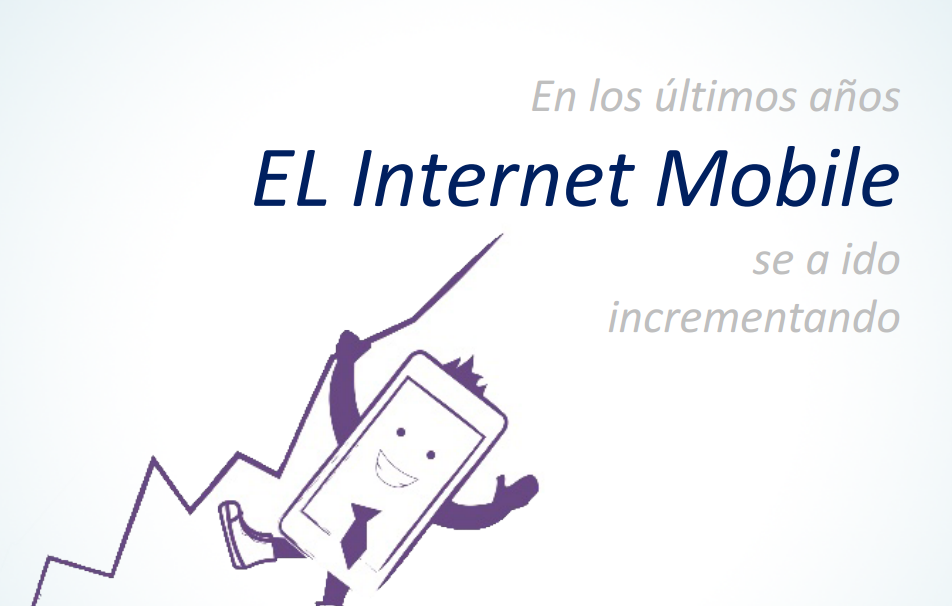 En los últimos años
EL Internet Mobile
se a ido
incrementando